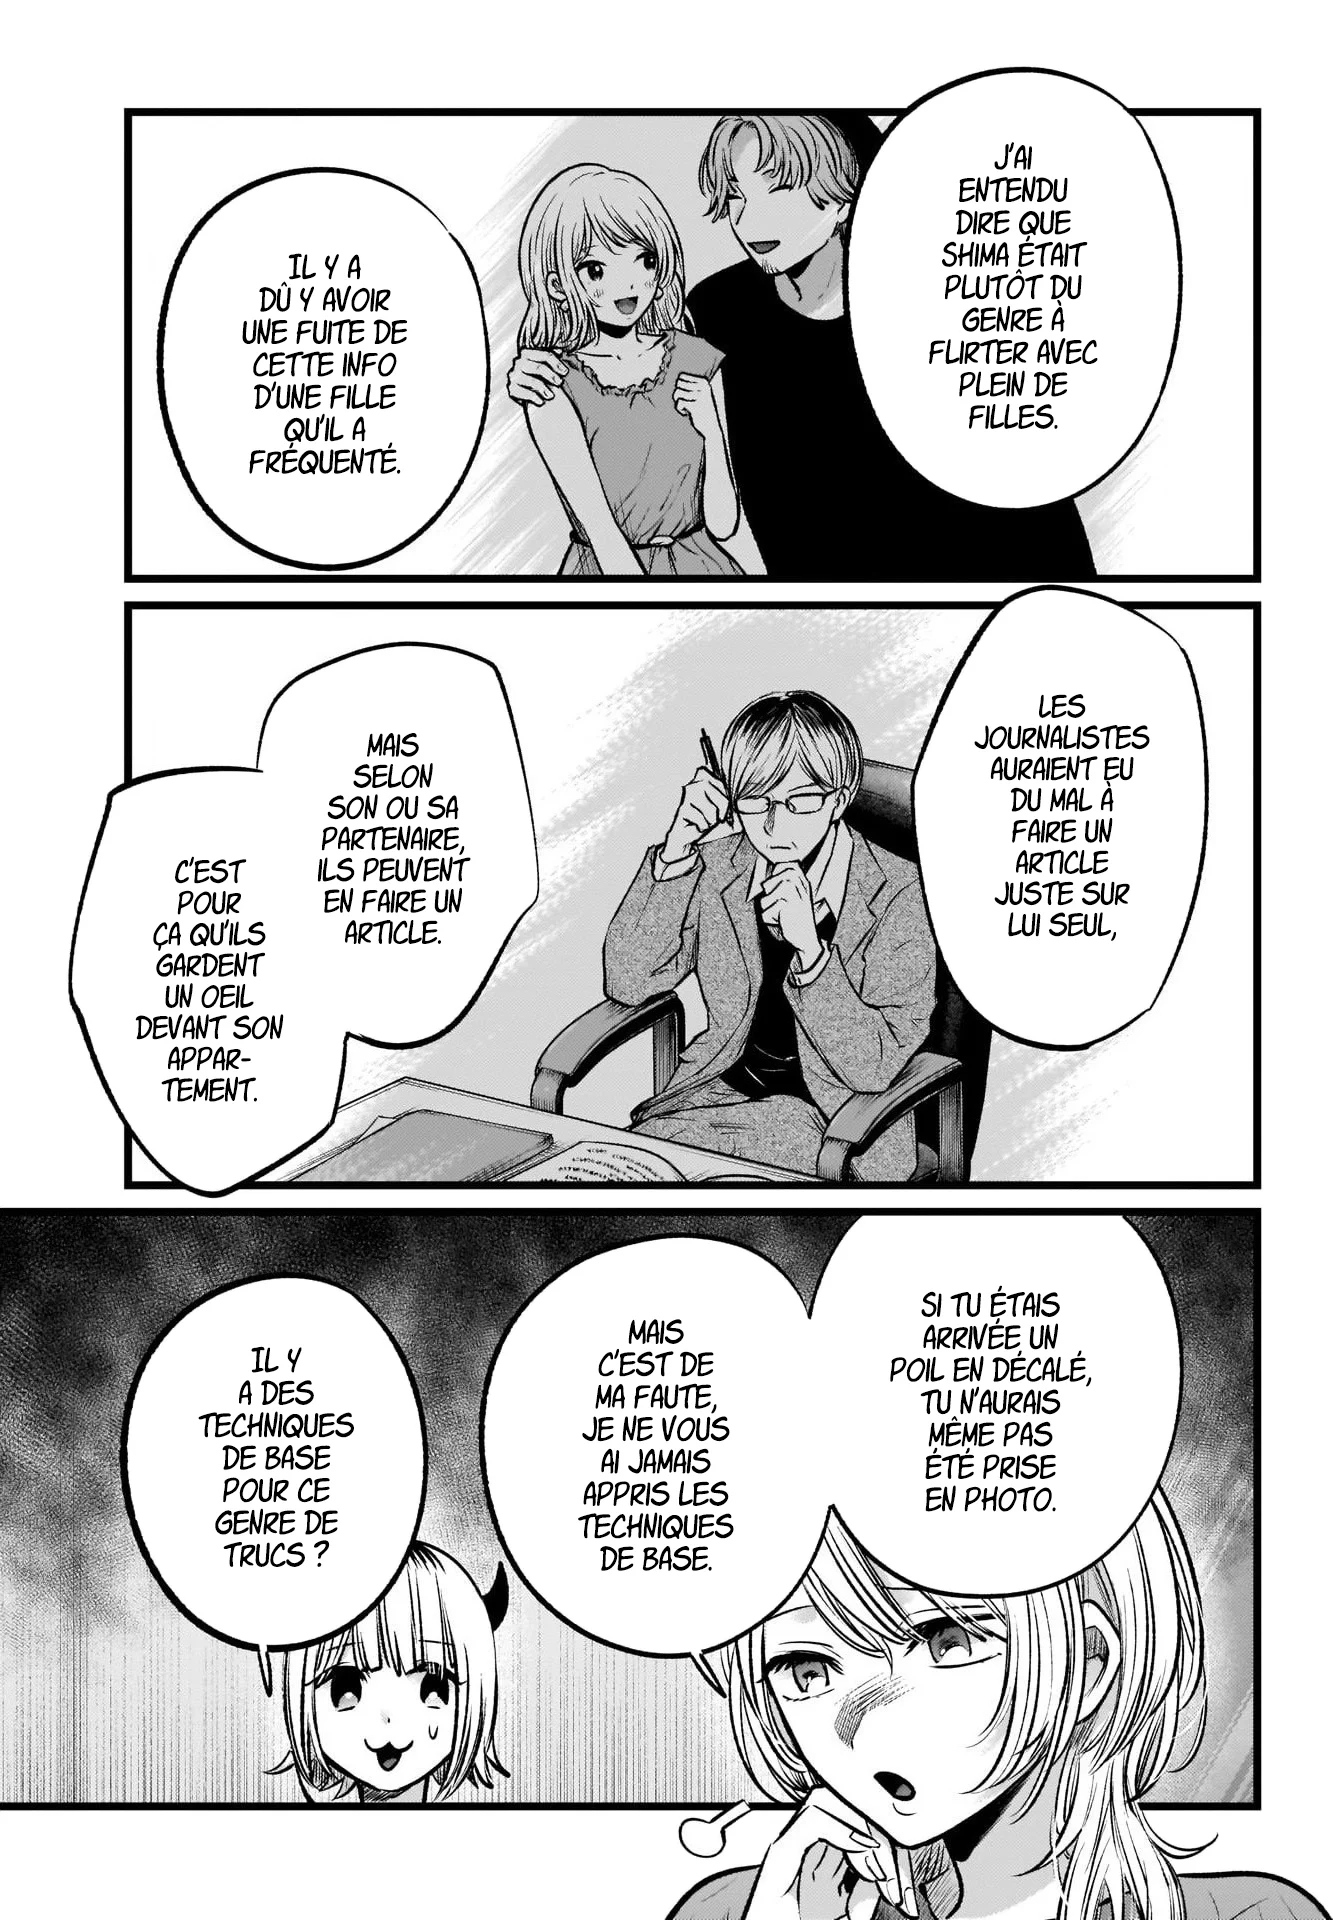 J'AI
ENTENDU
DIRE QUE
SHIMA ÉTAIT
PLUTÔT DU
GENRE À
FLIRTER AVEC
PLEIN DE
FILLES.
IL Y A
DÛ Y AVOIR
UNE FUITE DE
CETTE INFO
D'UNE FILLE
QU'IL A
FRÉQUENTÉ.
LES
JOURNALISTES
AURAIENT EU
DU MAL À
FAIRE UN
ARTICLE
JUSTE SUR
LUI SEUL,
MAIS
SELON
SON OU SA
PARTENAIRE,
ILS PEUVENT
EN FAIRE UN
ARTICLE.
C'EST
POUR
ÇA QU'ILS
GARDENT
UN OEIL
DEVANT SON
APPAR-
TEMENT.
SI TU ÉTAIS
ARRIVÉE UN
POIL EN DÉCALÉ,
TU N'AURAIS
MÊME PAS
ÉTÉ PRISE
EN PHOTO.
MAIS
C'EST DE
MA FAUTE,
JE NE VOUS
AI JAMAIS
APPRIS LES
TECHNIQUES
DE BASE.
IL Y
A DES
TECHNIQUES
DE BASE
POUR CE
GENRE DE
TRUCS ?